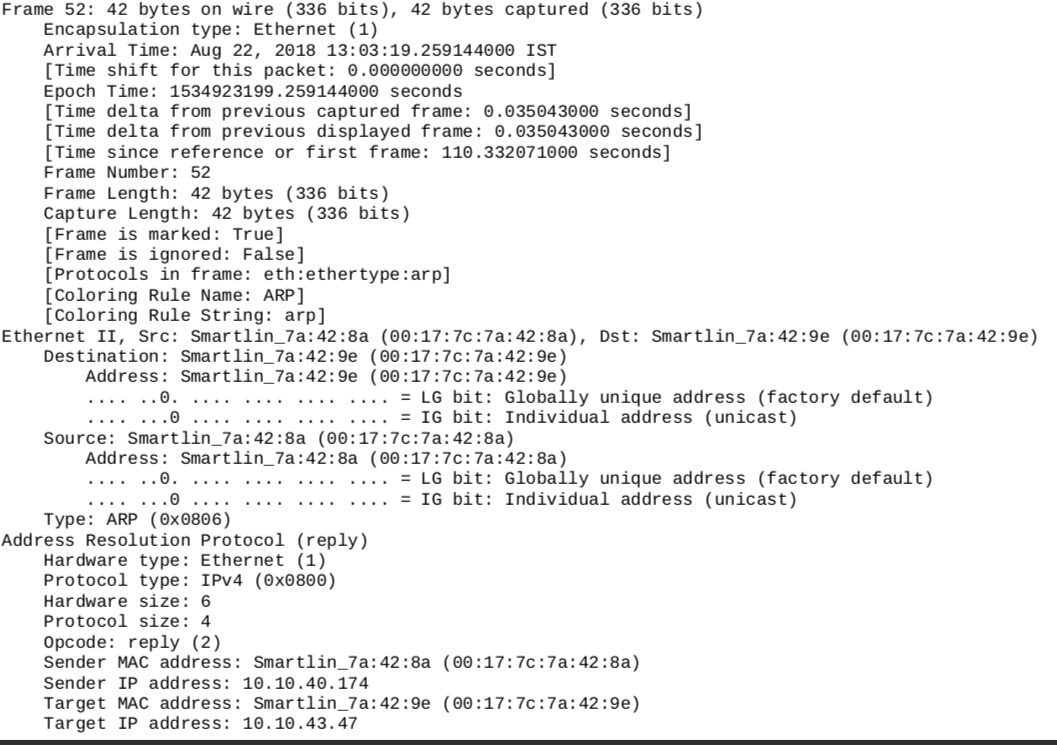 Frame 52: 42 bytes on wire (336 bits), 42 bytes captured (336 bits)
    Encapsulation type: Ethernet (1)
    Arrival Time: Aug 22, 2018 13:03:19.259144000 IST
    [Time shift for this packet: 0.000000000 seconds]
    Epoch Time: 1534923199.259144000 seconds
    [Time delta from previous captured frame: 0.035043000 seconds]
    [Time delta from previous displayed frame: 0.035043000 seconds]
    [Time since reference or first frame: 110.332071000 seconds]
    Frame Number: 52
    Frame Length: 42 bytes (336 bits)
    Capture Length: 42 bytes (336 bits)
    [Frame is marked: True]
    [Frame is ignored: False]
    [Protocols in frame: eth:ethertype:arp]
    [Coloring Rule Name: ARP]
    [Coloring Rule String: arp]
Ethernet II, Src: Smartlin_7a:42:8a (00:17:7c:7a:42:8a), Dst: Smartlin_7a:42:9e (00:17:7c:7a:42:9e)
    Destination: Smartlin_7a:42:9e (00:17:7c:7a:42:9e)
        Address: Smartlin_7a:42:9e (00:17:7c:7a:42:9e)
        .... ..0. .... .... .... .... = LG bit: Globally unique address (factory default)
        .... ...0 .... .... .... .... = IG bit: Individual address (unicast)
    Source: Smartlin_7a:42:8a (00:17:7c:7a:42:8a)
        Address: Smartlin_7a:42:8a (00:17:7c:7a:42:8a)
        .... ..0. .... .... .... .... = LG bit: Globally unique address (factory default)
        .... ...0 .... .... .... .... = IG bit: Individual address (unicast)
    Type: ARP (0x0806)
Address Resolution Protocol (reply)
    Hardware type: Ethernet (1)
    Protocol type: IPv4 (0x0800)
    Hardware size: 6
    Protocol size: 4
    Opcode: reply (2)
    Sender MAC address: Smartlin_7a:42:8a (00:17:7c:7a:42:8a)
    Sender IP address: 10.10.40.174
    Target MAC address: Smartlin_7a:42:9e (00:17:7c:7a:42:9e)
    Target IP address: 10.10.43.47